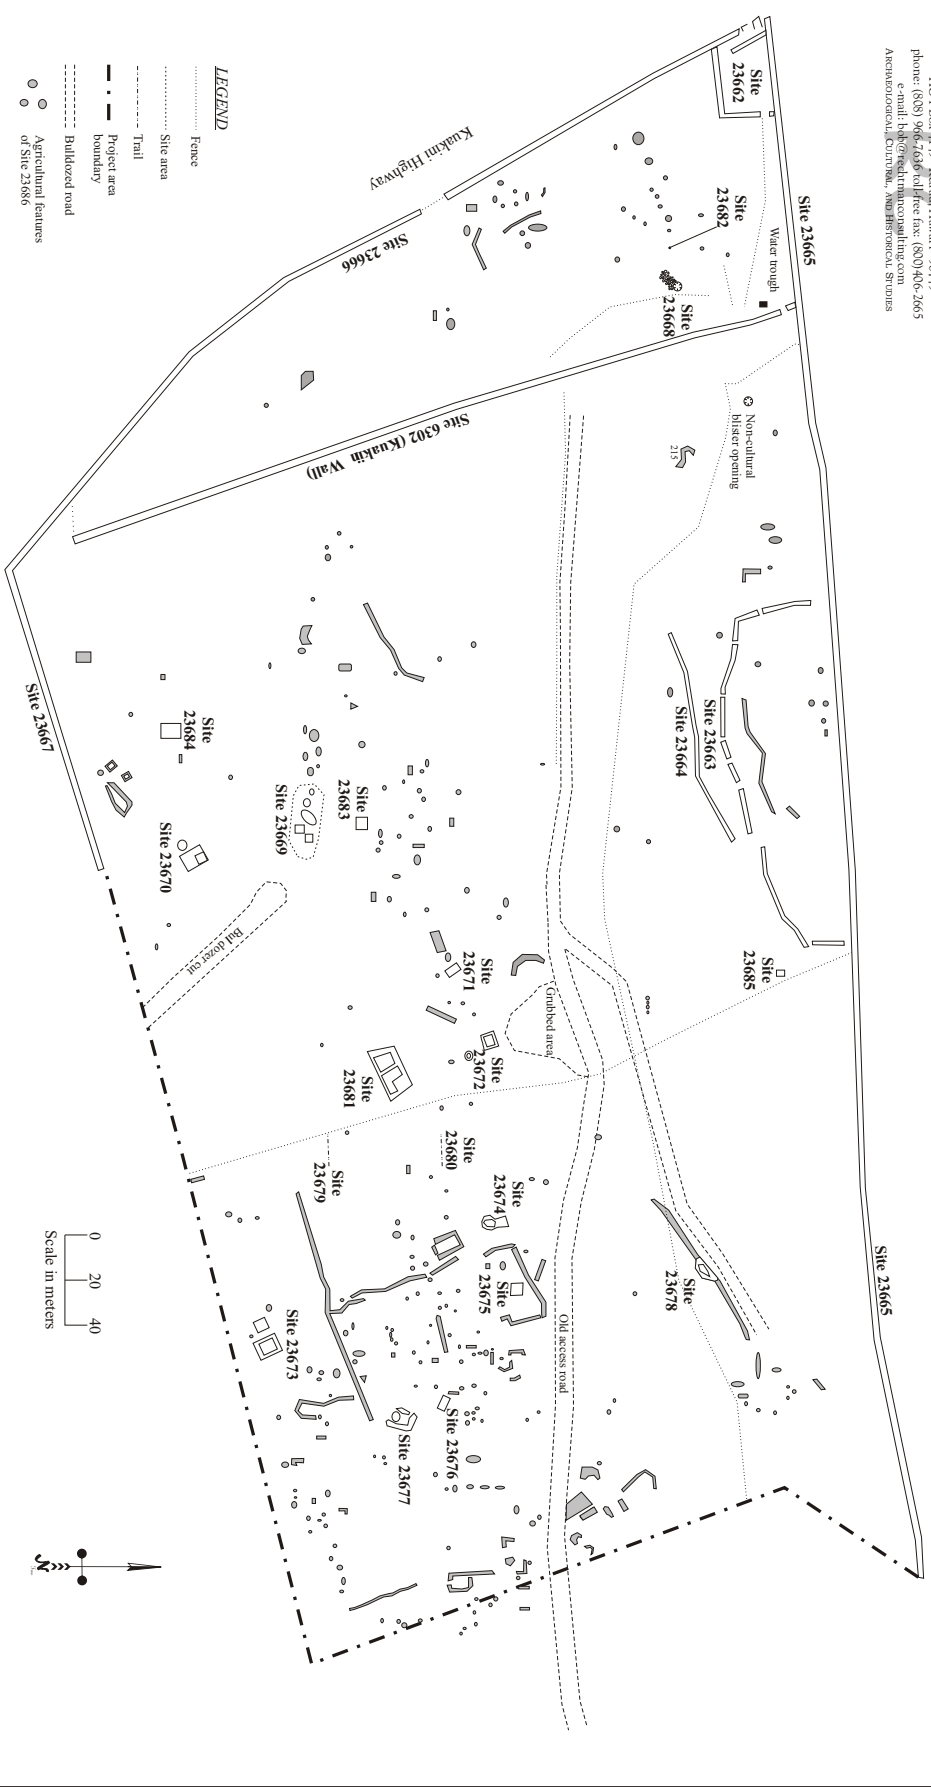 phone: (808) 966-7636 toll-free fax: (800) 406-2665
e-mail: bob@rechtmanconsulting.com
ARCHAEOLOGICAL, CULTURAL, AND HISTORICAL STUDIES
Site 23665
Site
23662
Kuakini Highway
Site
23682
Water trough
Site 23666
Site
23668
Site 6302 (Kuakin Wall)
Non-cultural
blister opening
215
Site 23667
Site
23684
Site 23664
Site 23663
Site
23683
Site 23669
Site 23670
Bul dozer cut
Site
23671
Grubbed area
Site
23685
Site
23672
Site
23681
Site
23680
Site
23679
Site
23674
Site
23675
Site
23678
Site 23665
Site 23673
Old access road
Site 23676
Site 23677
LEGEND
Fence
Site area
Trail
Project area
boundary
Bulldozed road
Agricultural features
of Site 23686
0 20 40
Scale in meters
N